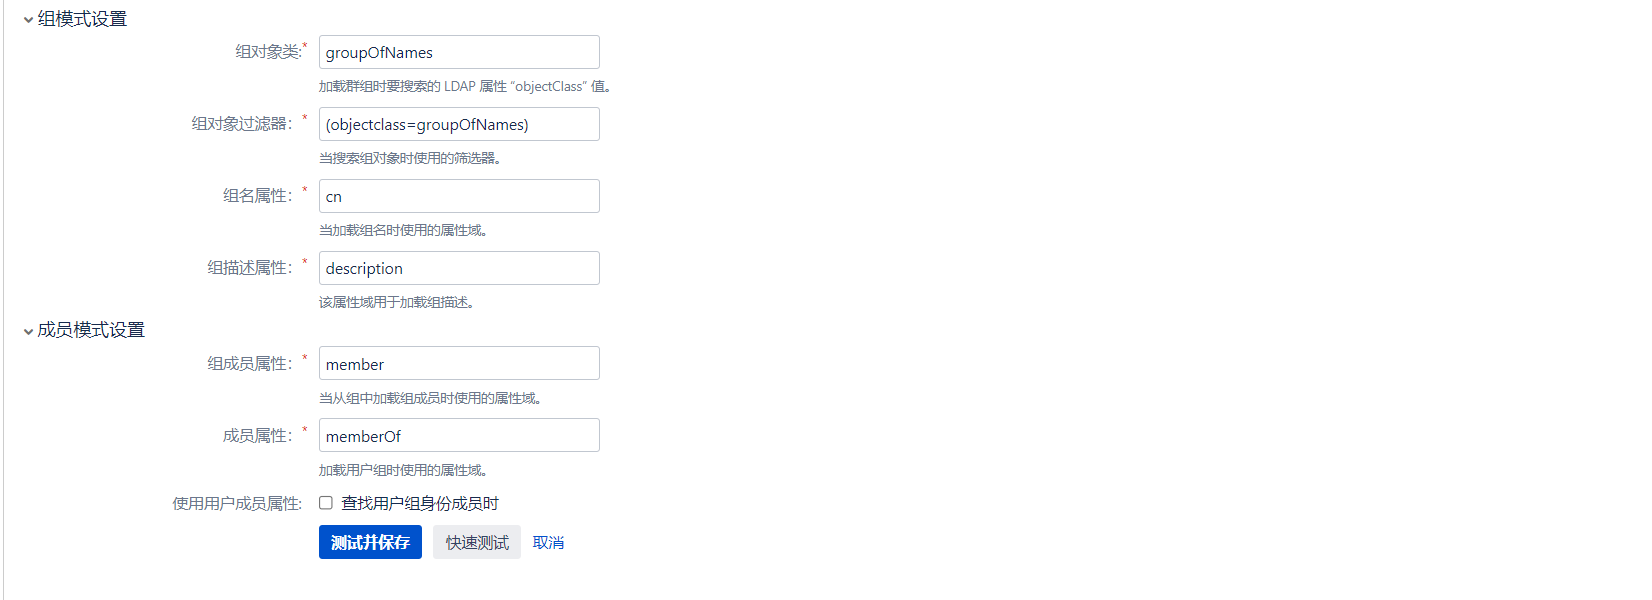 组模式设置
组对象类:*
groupOfNames
加载群组时要搜索的 LDAP 属性 “objectClass” 值。
组对象过滤器：*
(objectclass=groupOfNames)
当搜索组对象时使用的筛选器。
组名属性：*
cn
当加载组名时使用的属性域。
组描述属性：*
description
该属性域用于加载组描述。
成员模式设置
组成员属性：*
member
当从组中加载组成员时使用的属性域。
成员属性：*
memberOf
加载用户组时使用的属性域。
使用用户成员属性:
查找用户组身份成员时
测试并保存 快速测试 取消